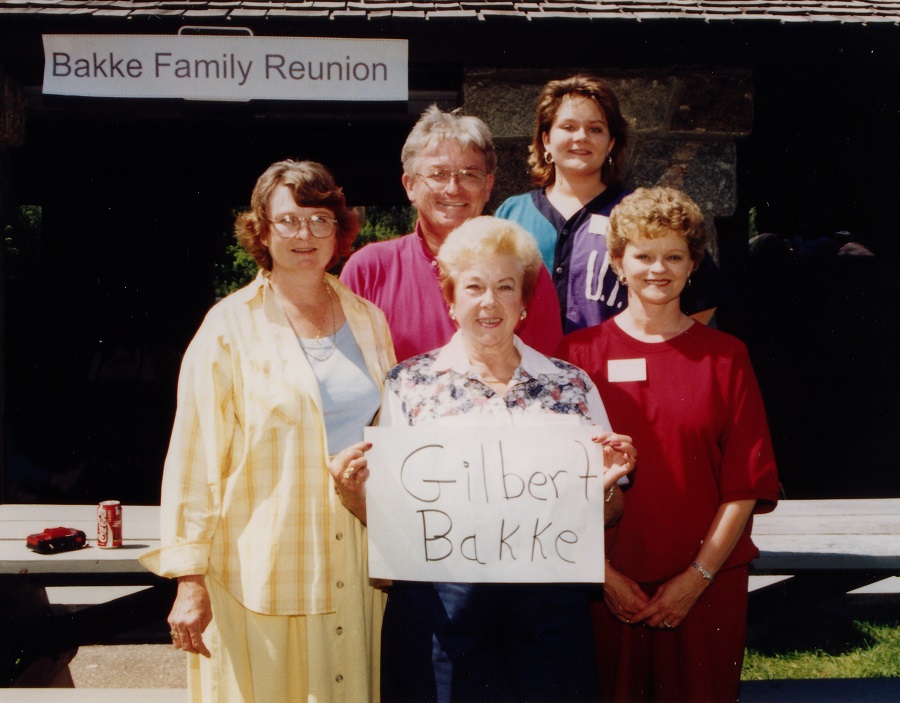 Bakke Family Reunion
U.
Gilbert
Bakke